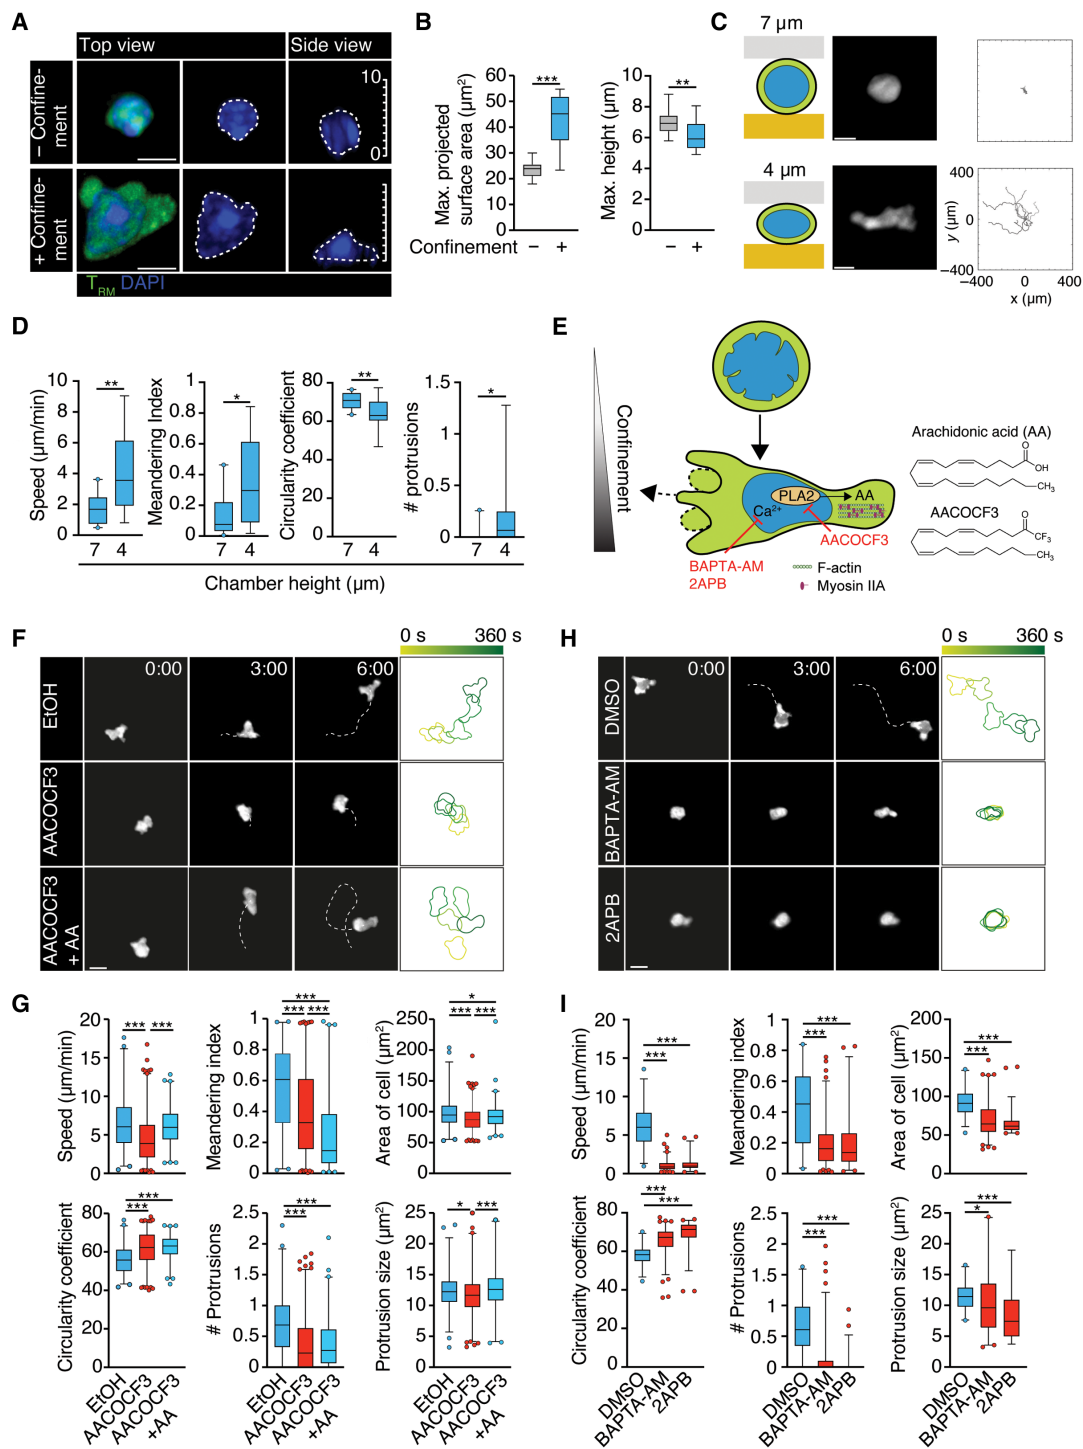 A
Top view
Side view
– Confine-
ment
10
0
+ Confine-
ment
TRM DAPI
B
Max. projected
surface area (µm²)
60
50
40
30
20
10
0
***
Confinement
–
+
Max. height (µm)
10
8
6
4
2
0
**
–
+
C
7 µm
4 µm
400
0
−400
y (µm)
−400
0
400
x (µm)
D
Speed (µm/min)
10
8
6
4
2
0
**
7
4
Meandering Index
1
0.8
0.6
0.4
0.2
0
*
7
4
Circularity coefficient
80
60
40
20
0
**
7
4
# protrusions
1.5
1
0.5
0
*
7
4
Chamber height (µm)
E
Confinement
PLA2
AA
Ca2+
AACOCF3
BAPTA-AM
2APB
F-actin
Myosin IIA
Arachidonic acid (AA)
O
OH
CH3
AACOCF3
O
CF3
CH3
F
0 s
360 s
EtOH
0:00
3:00
6:00
AACOCF3
AACOCF3
+ AA
H
0 s
360 s
DMSO
0:00
3:00
6:00
BAPTA-AM
2APB
G
Speed (µm/min)
20
15
10
5
0
***
***
Meandering index
1
0.8
0.6
0.4
0.2
0
***
***
***
Area of cell (µm²)
250
200
150
100
50
0
*
***
***
Circularity coefficient
80
60
40
20
0
***
***
EtOH
AACOCF3
AACOCF3
+AA
# Protrusions
2.5
2
1.5
1
0.5
0
***
***
EtOH
AACOCF3
AACOCF3
+AA
Protrusion size (µm²)
25
20
15
10
5
0
*
***
EtOH
AACOCF3
AACOCF3
+AA
I
Speed (µm/min)
20
15
10
5
0
***
***
Meandering index
1
0.8
0.6
0.4
0.2
0
***
***
Area of cell (µm²)
200
150
100
50
0
***
***
Circularity coefficient
80
60
40
20
0
***
***
DMSO
BAPTA-AM
2APB
# Protrusions
2.5
2
1.5
1
0.5
0
***
***
DMSO
BAPTA-AM
2APB
Protrusion size (µm²)
25
20
15
10
5
0
***
*
DMSO
BAPTA-AM
2APB